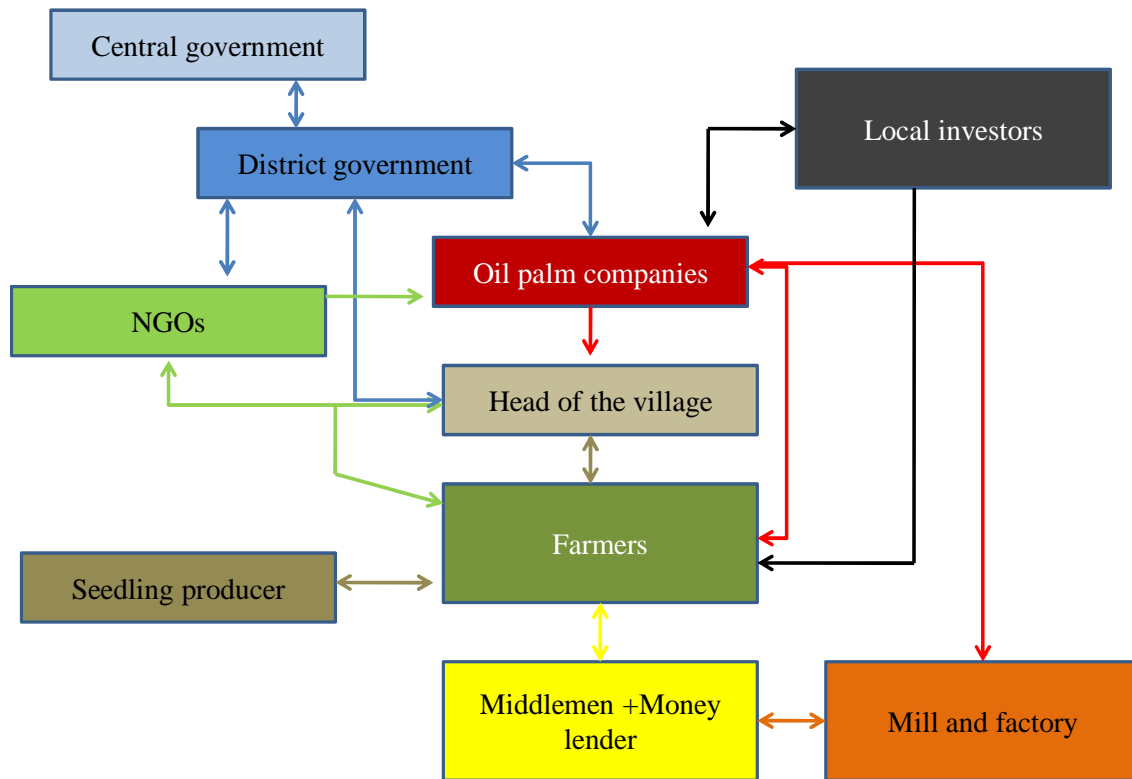 Central government
Local investors
District government
Oil palm companies
NGOs
Head of the village
Farmers
Seedling producer
Middlemen +Money
lender
Mill and factory